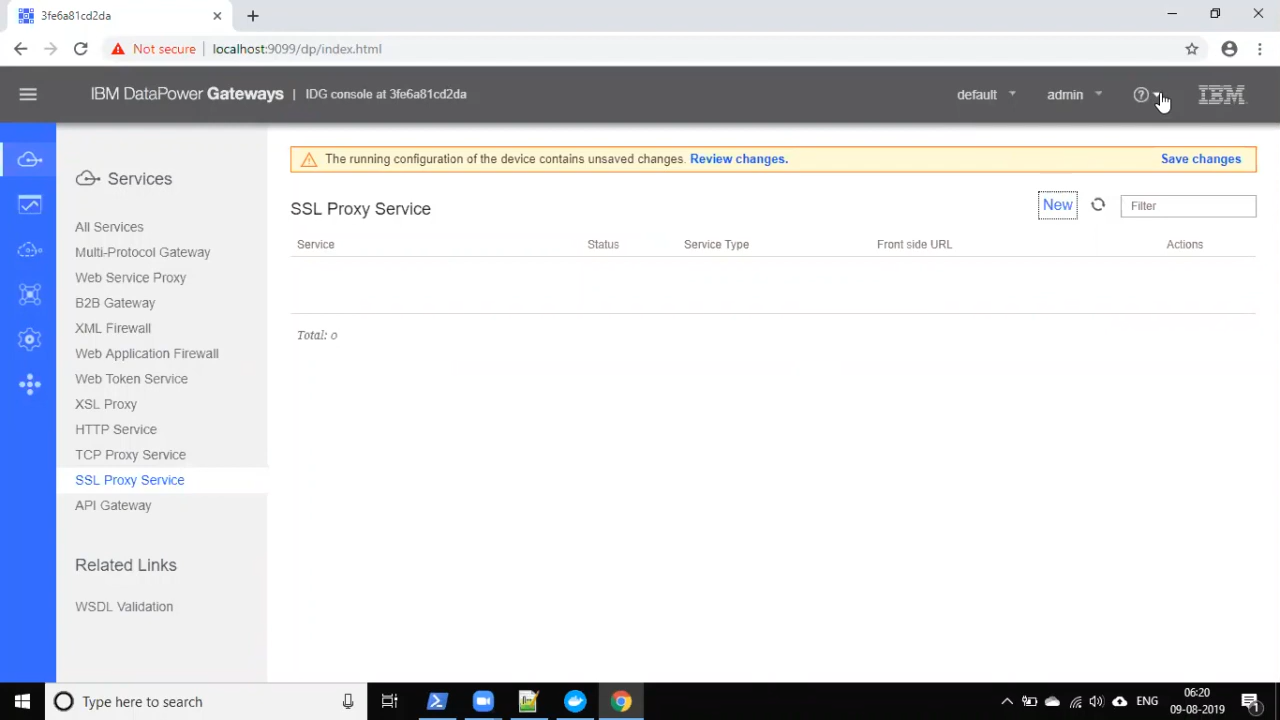 3fe6a81cd2da
Not secure
localhost:9099/dp/index.html
IBM DataPower Gateways | IDG console at 3fe6a81cd2da
default
admin
IBM
The running configuration of the device contains unsaved changes. Review changes.
Save changes
Services
SSL Proxy Service
New
Filter
Service
Status
Service Type
Front side URL
Actions
Total: 0
All Services
Multi-Protocol Gateway
Web Service Proxy
B2B Gateway
XML Firewall
Web Application Firewall
Web Token Service
XSL Proxy
HTTP Service
TCP Proxy Service
SSL Proxy Service
API Gateway
Related Links
WSDL Validation
Type here to search
ENG
06:20
09-08-2019
1